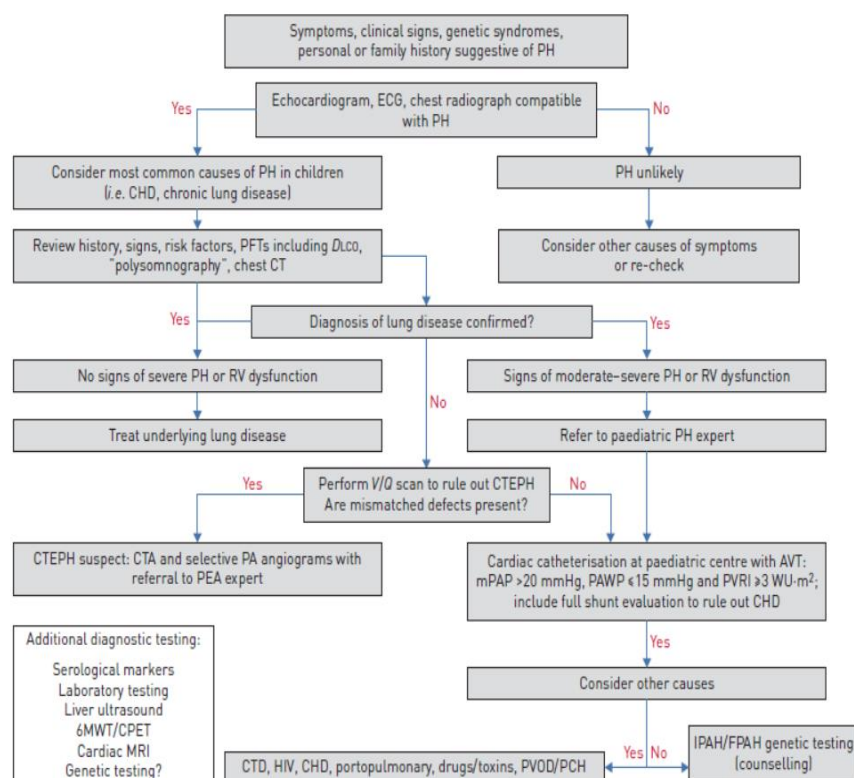 Symptoms, clinical signs, genetic syndromes,
personal or family history suggestive of PH
Yes
Echocardiogram, ECG, chest radiograph compatible
with PH
No
Consider most common causes of PH in children
(i.e. CHD, chronic lung disease)
PH unlikely
Review history, signs, risk factors, PFTs including DLCO,
"polysomnography", chest CT
Consider other causes of symptoms
or re-check
Yes
Diagnosis of lung disease confirmed?
Yes
No signs of severe PH or RV dysfunction
Signs of moderate–severe PH or RV dysfunction
No
Treat underlying lung disease
Refer to paediatric PH expert
Yes
Perform V/Q scan to rule out CTEPH
Are mismatched defects present?
No
CTEPH suspect: CTA and selective PA angiograms with
referral to PEA expert
Cardiac catheterisation at paediatric centre with AVT:
mPAP >20 mmHg, PAWP ≤15 mmHg and PVRI ≥3 WU·m²;
include full shunt evaluation to rule out CHD
Yes
Consider other causes
Additional diagnostic testing:
Serological markers
Laboratory testing
Liver ultrasound
6MWT/CPET
Cardiac MRI
Genetic testing?
Yes
No
CTD, HIV, CHD, portopulmonary, drugs/toxins, PVOD/PCH
IPAH/FPAH genetic testing
(counselling)